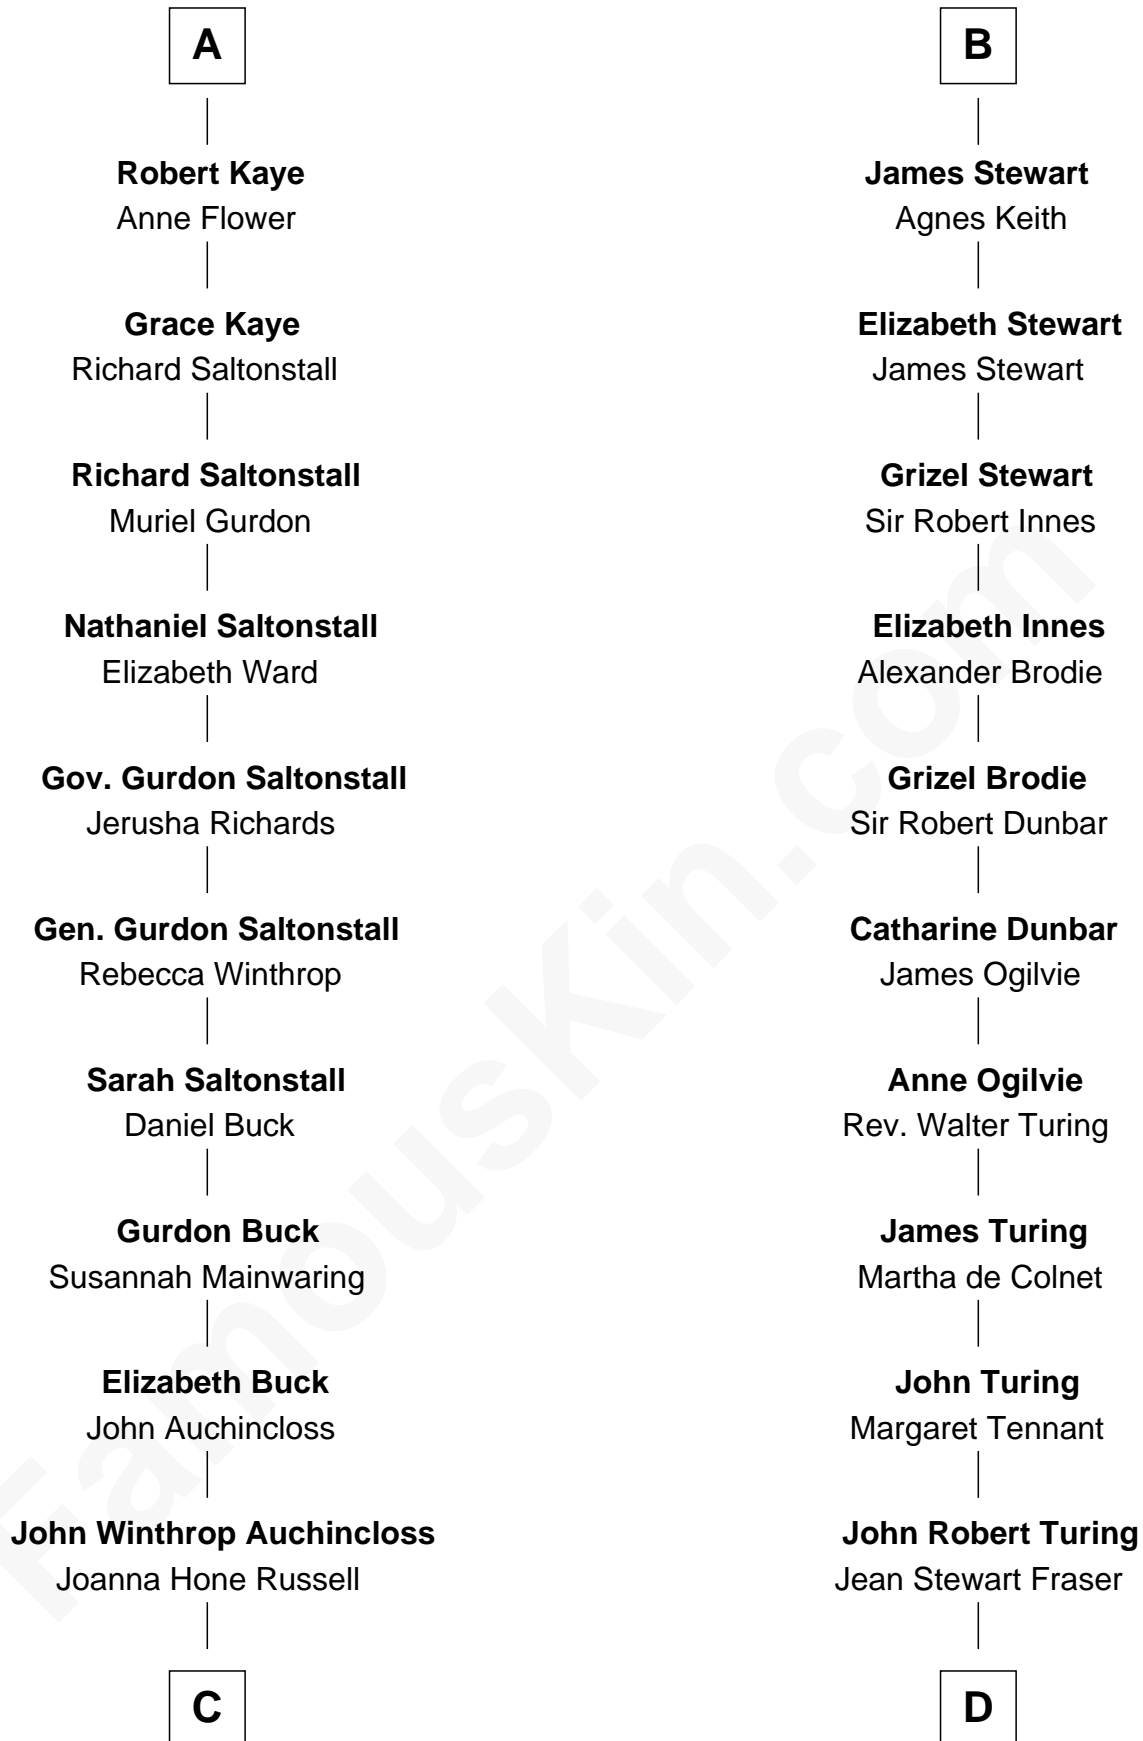 A
B
Robert Kaye
Anne Flower
James Stewart
Agnes Keith
Grace Kaye
Richard Saltonstall
Elizabeth Stewart
James Stewart
Richard Saltonstall
Muriel Gurdon
Grizel Stewart
Sir Robert Innes
Nathaniel Saltonstall
Elizabeth Ward
Elizabeth Innes
Alexander Brodie
Gov. Gurdon Saltonstall
Jerusha Richards
Grizel Brodie
Sir Robert Dunbar
Gen. Gurdon Saltonstall
Rebecca Winthrop
Catharine Dunbar
James Ogilvie
Sarah Saltonstall
Daniel Buck
Anne Ogilvie
Rev. Walter Turing
Gurdon Buck
Susannah Mainwaring
James Turing
Martha de Colnet
Elizabeth Buck
John Auchincloss
John Turing
Margaret Tennant
John Winthrop Auchincloss
Joanna Hone Russell
John Robert Turing
Jean Stewart Fraser
C
D
FamousKin.com